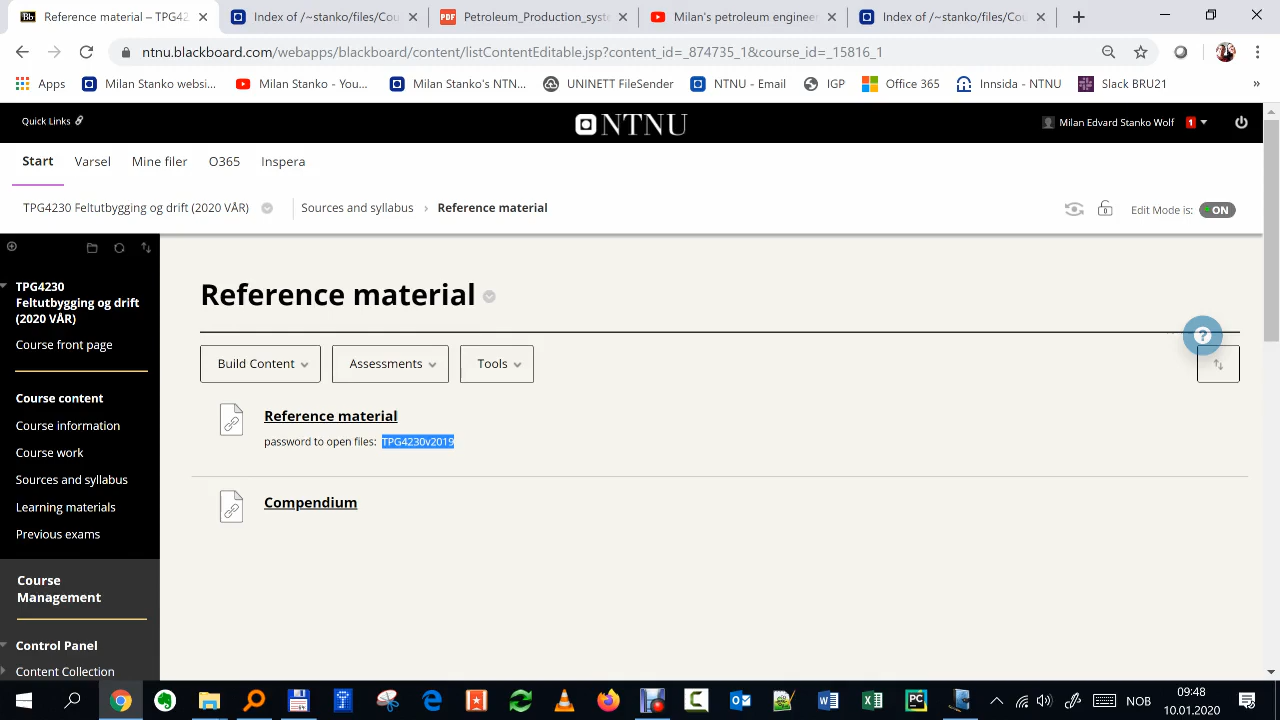 Reference material – TPG42
Index of /~stanko/files/Cou
Petroleum_Production_syste
Milan's petroleum engineer
Index of /~stanko/files/Cou
ntnu.blackboard.com/webapps/blackboard/content/listContentEditable.jsp?content_id=_874735_1&course_id=_15816_1
Apps
Milan Stanko websi...
Milan Stanko - You...
Milan Stanko's NTN...
UNINETT FileSender
NTNU - Email
IGP
Office 365
Innsida - NTNU
Slack BRU21
»
Quick Links
NTNU
Milan Edvard Stanko Wolf
1
Start
Varsel
Mine filer
O365
Inspera
TPG4230 Feltutbygging og drift (2020 VÅR)
Sources and syllabus
›
Reference material
Edit Mode is:
ON
TPG4230
Feltutbygging og drift
(2020 VÅR)
Course front page
Course content
Course information
Course work
Sources and syllabus
Learning materials
Previous exams
Course
Management
Control Panel
Content Collection
Reference material
Build Content
Assessments
Tools
Reference material
password to open files: TPG4230v2019
Compendium
NOB
09:48
10.01.2020